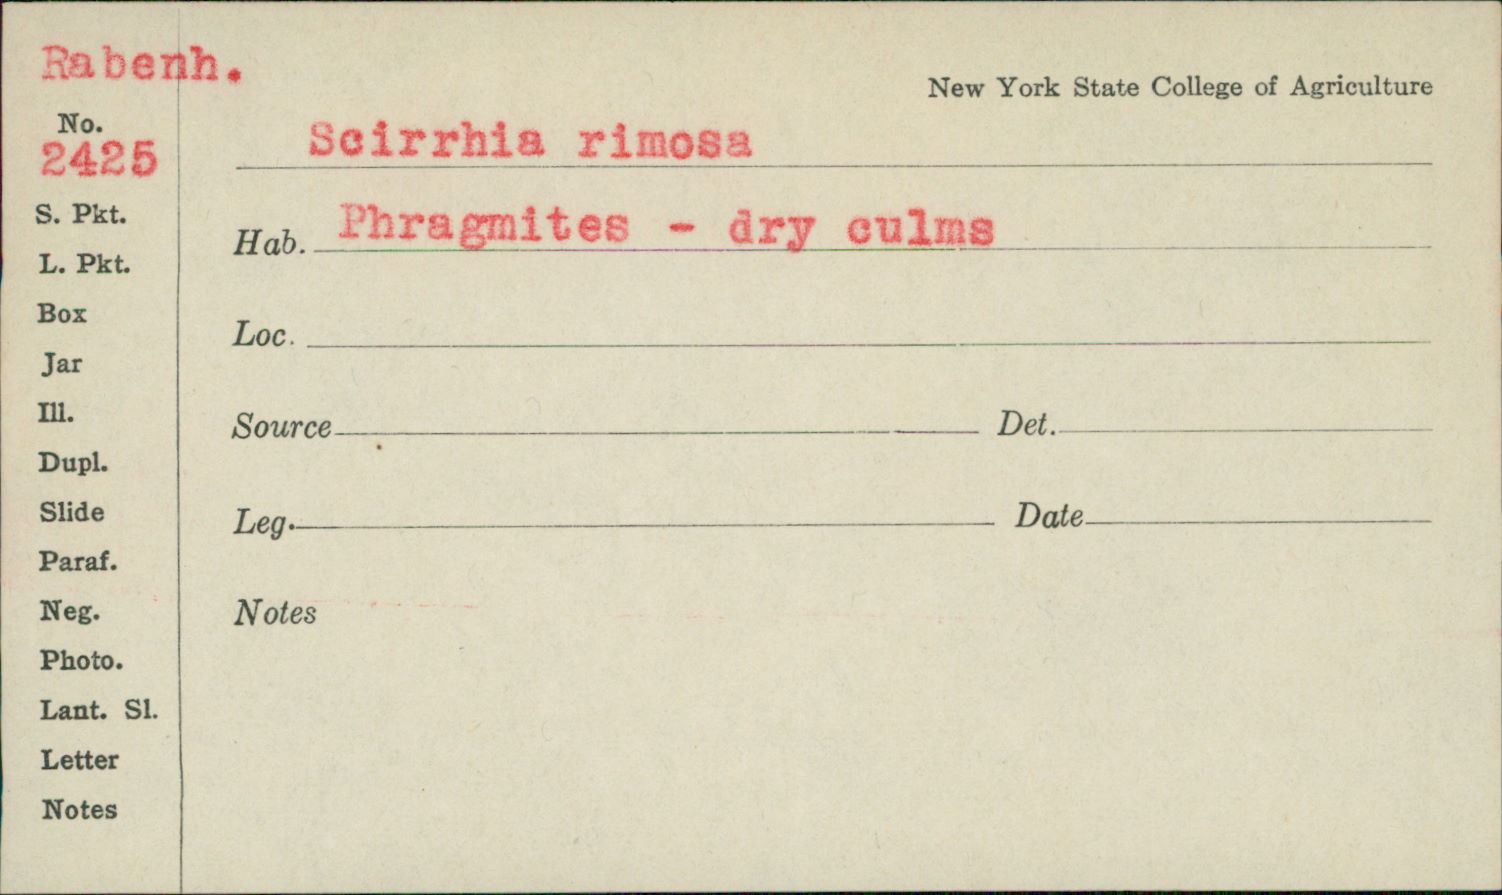 Rabenh.
New York State College of Agriculture
No.
2425
Scirrhia rimosa
S. Pkt.
Hab. Phragmites - dry culms
L. Pkt.
Box
Loc.
Jar
Ill.
Source Det.
Dupl.
Slide
Leg. Date
Paraf.
Neg.
Notes
Photo.
Lant. Sl.
Letter
Notes